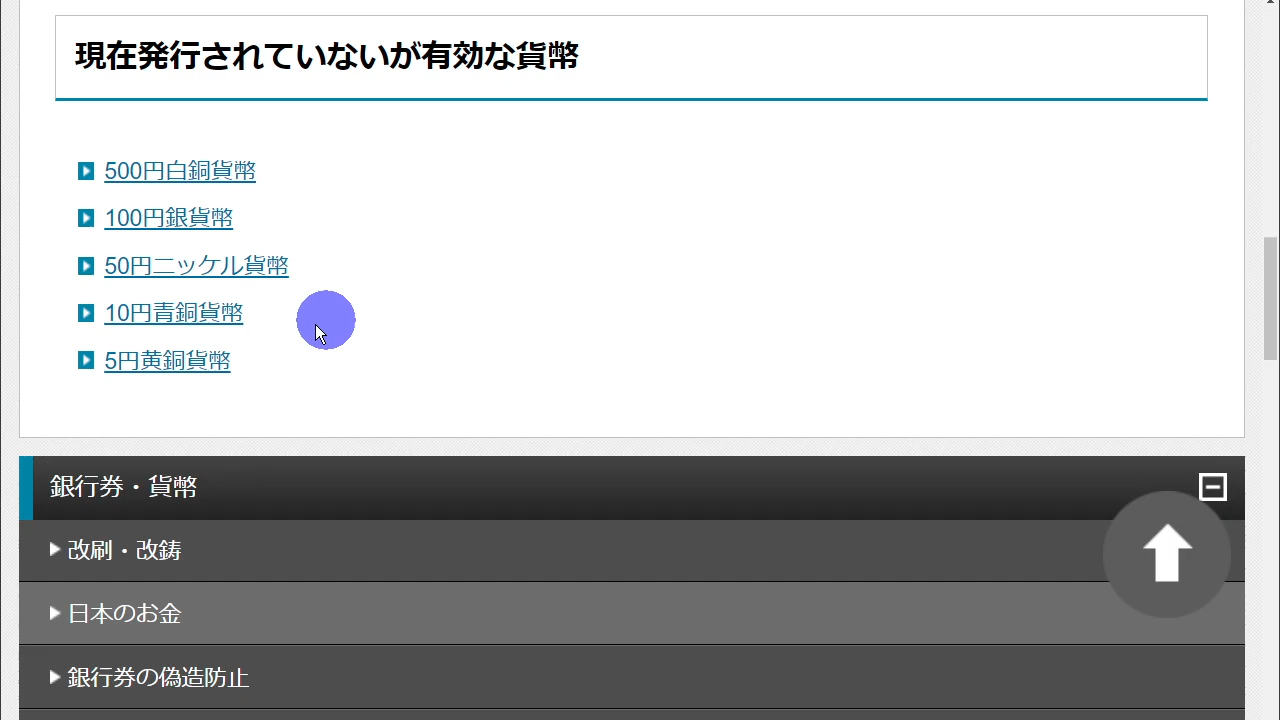 現在発行されていないが有効な貨幣
500円白銅貨幣
100円銀貨幣
50円ニッケル貨幣
10円青銅貨幣
5円黄銅貨幣
銀行券・貨幣
改刷・改鋳
日本のお金
銀行券の偽造防止